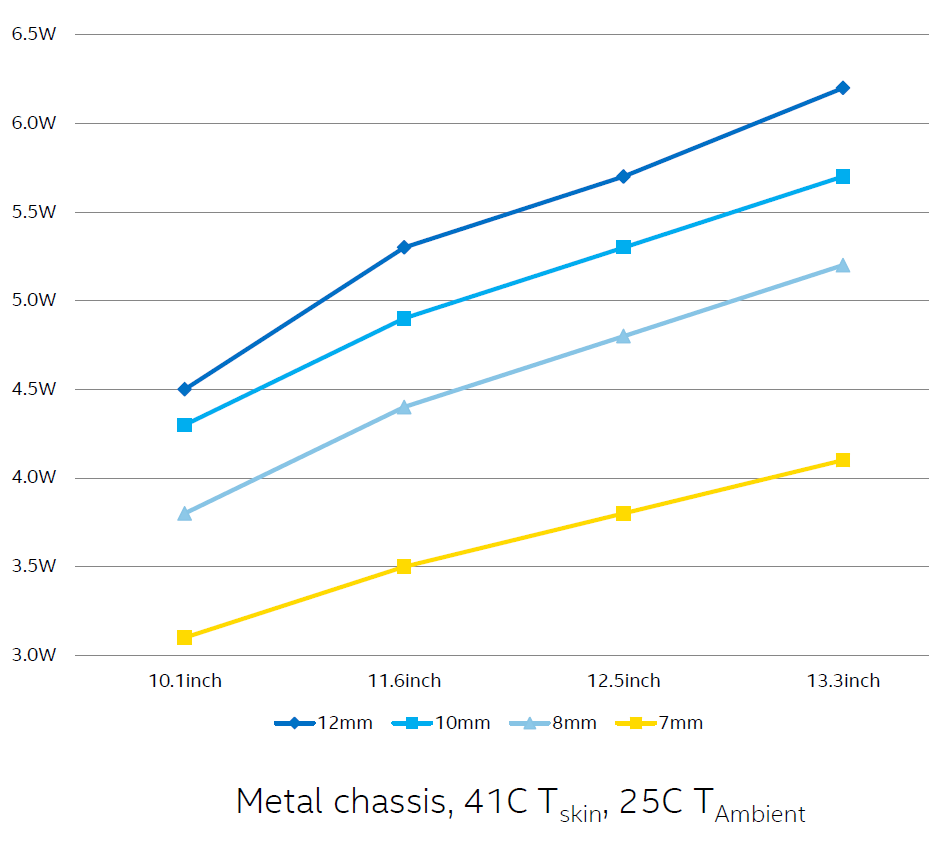 6.5W
6.0W
5.5W
5.0W
4.5W
4.0W
3.5W
3.0W
10.1inch 11.6inch 12.5inch 13.3inch
12mm 10mm 8mm 7mm
Metal chassis, 41C Tskin, 25C TAmbient